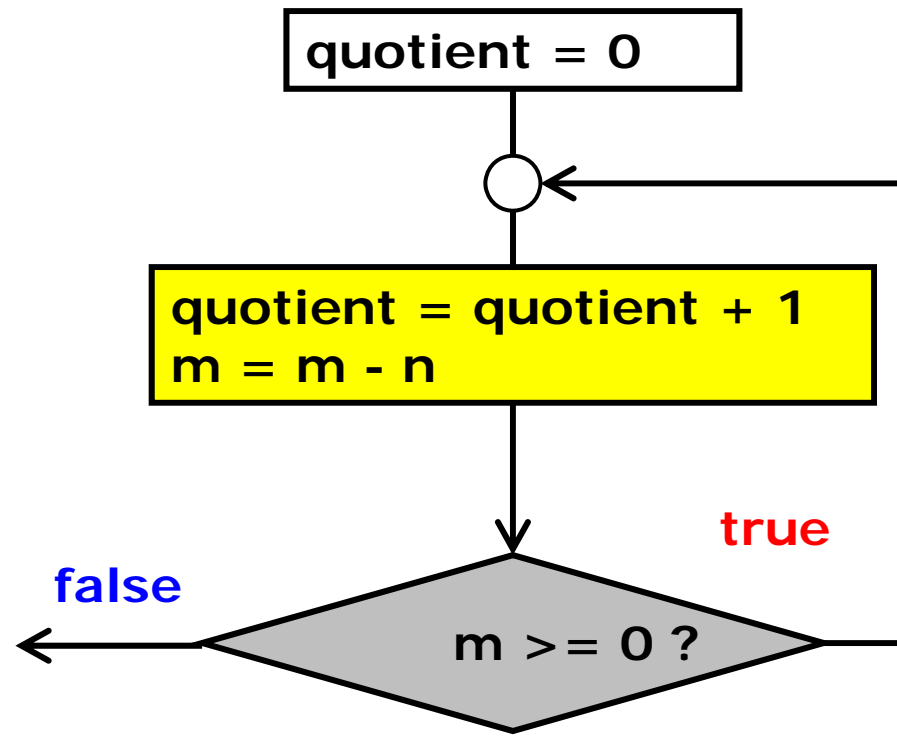 quotient = 0
quotient = quotient + 1
m = m - n
true
false
m >= 0 ?